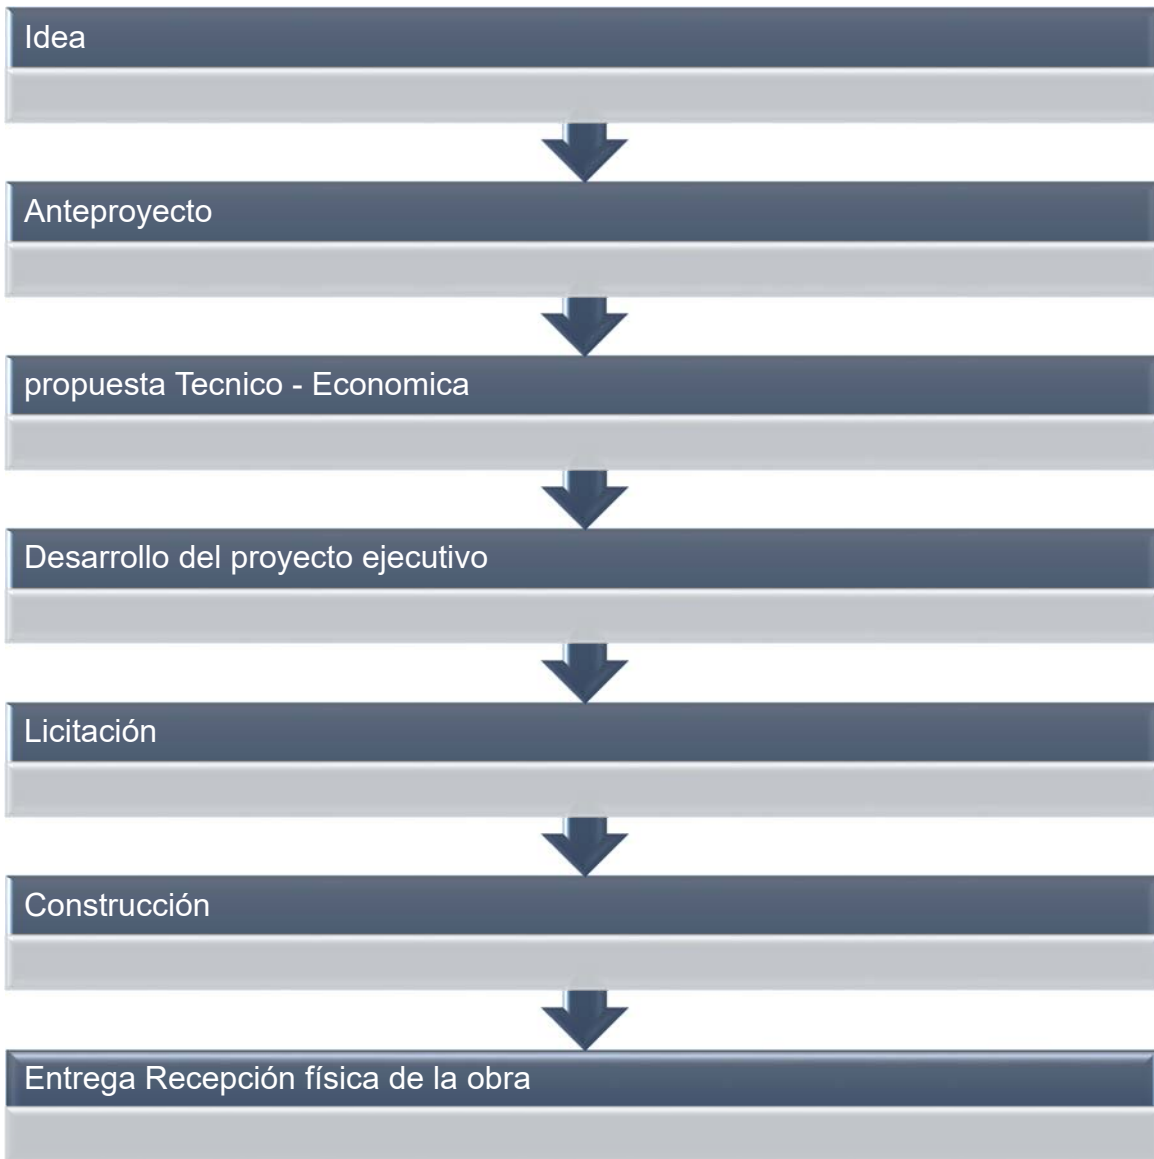 Idea
Anteproyecto
propuesta Tecnico - Economica
Desarrollo del proyecto ejecutivo
Licitación
Construcción
Entrega Recepción física de la obra